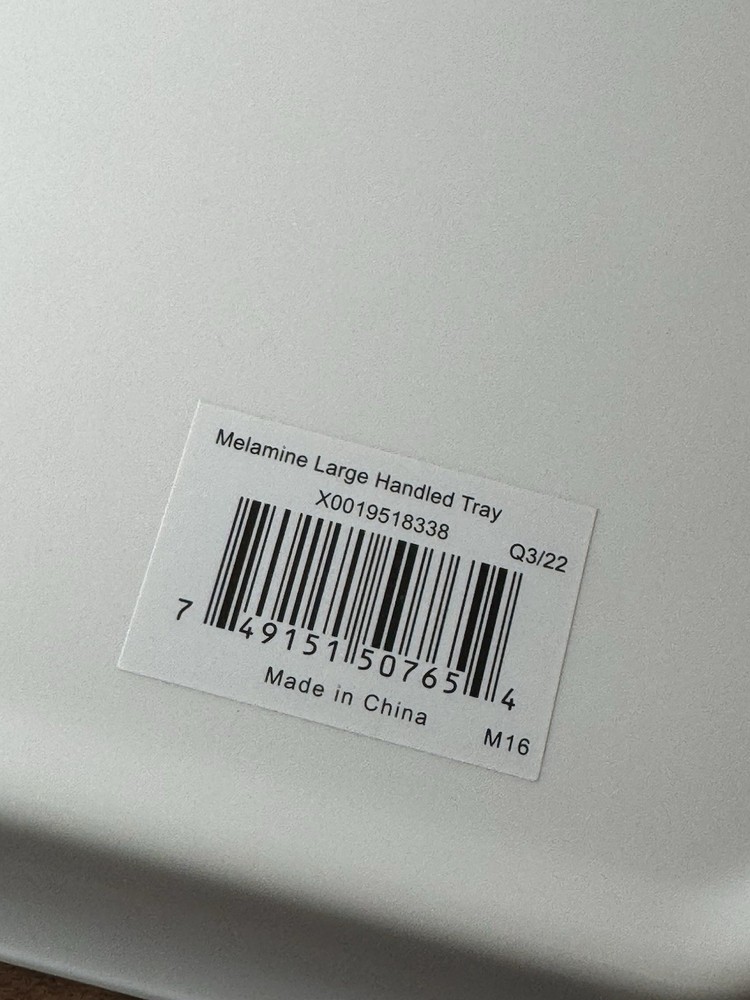 Melamine Large Handled Tray
X0019518338
Q3/22
7 49151 50765 4
Made in China
M16